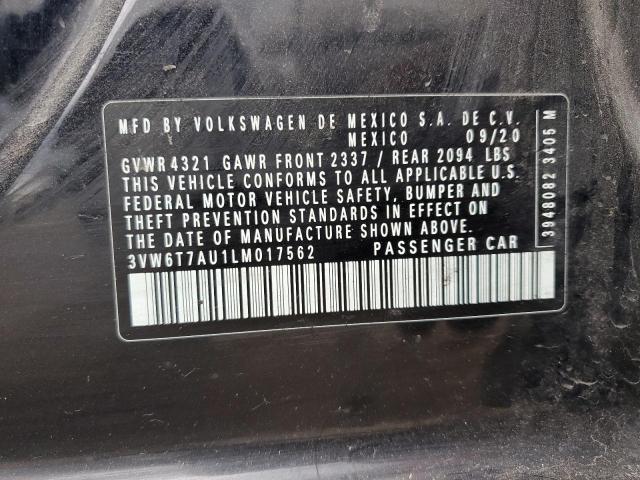 MFD BY VOLKSWAGEN DE MEXICO S.A. DE C.V.
MEXICO 09/20
GVWR 4321 GAWR FRONT 2337 / REAR 2094 LBS
THIS VEHICLE CONFORMS TO ALL APPLICABLE U.S.
FEDERAL MOTOR VEHICLE SAFETY, BUMPER AND
THEFT PREVENTION STANDARDS IN EFFECT ON
THE DATE OF MANUFACTURE SHOWN ABOVE.
3VW6T7AU1LM017562 PASSENGER CAR
3948082 3405 M